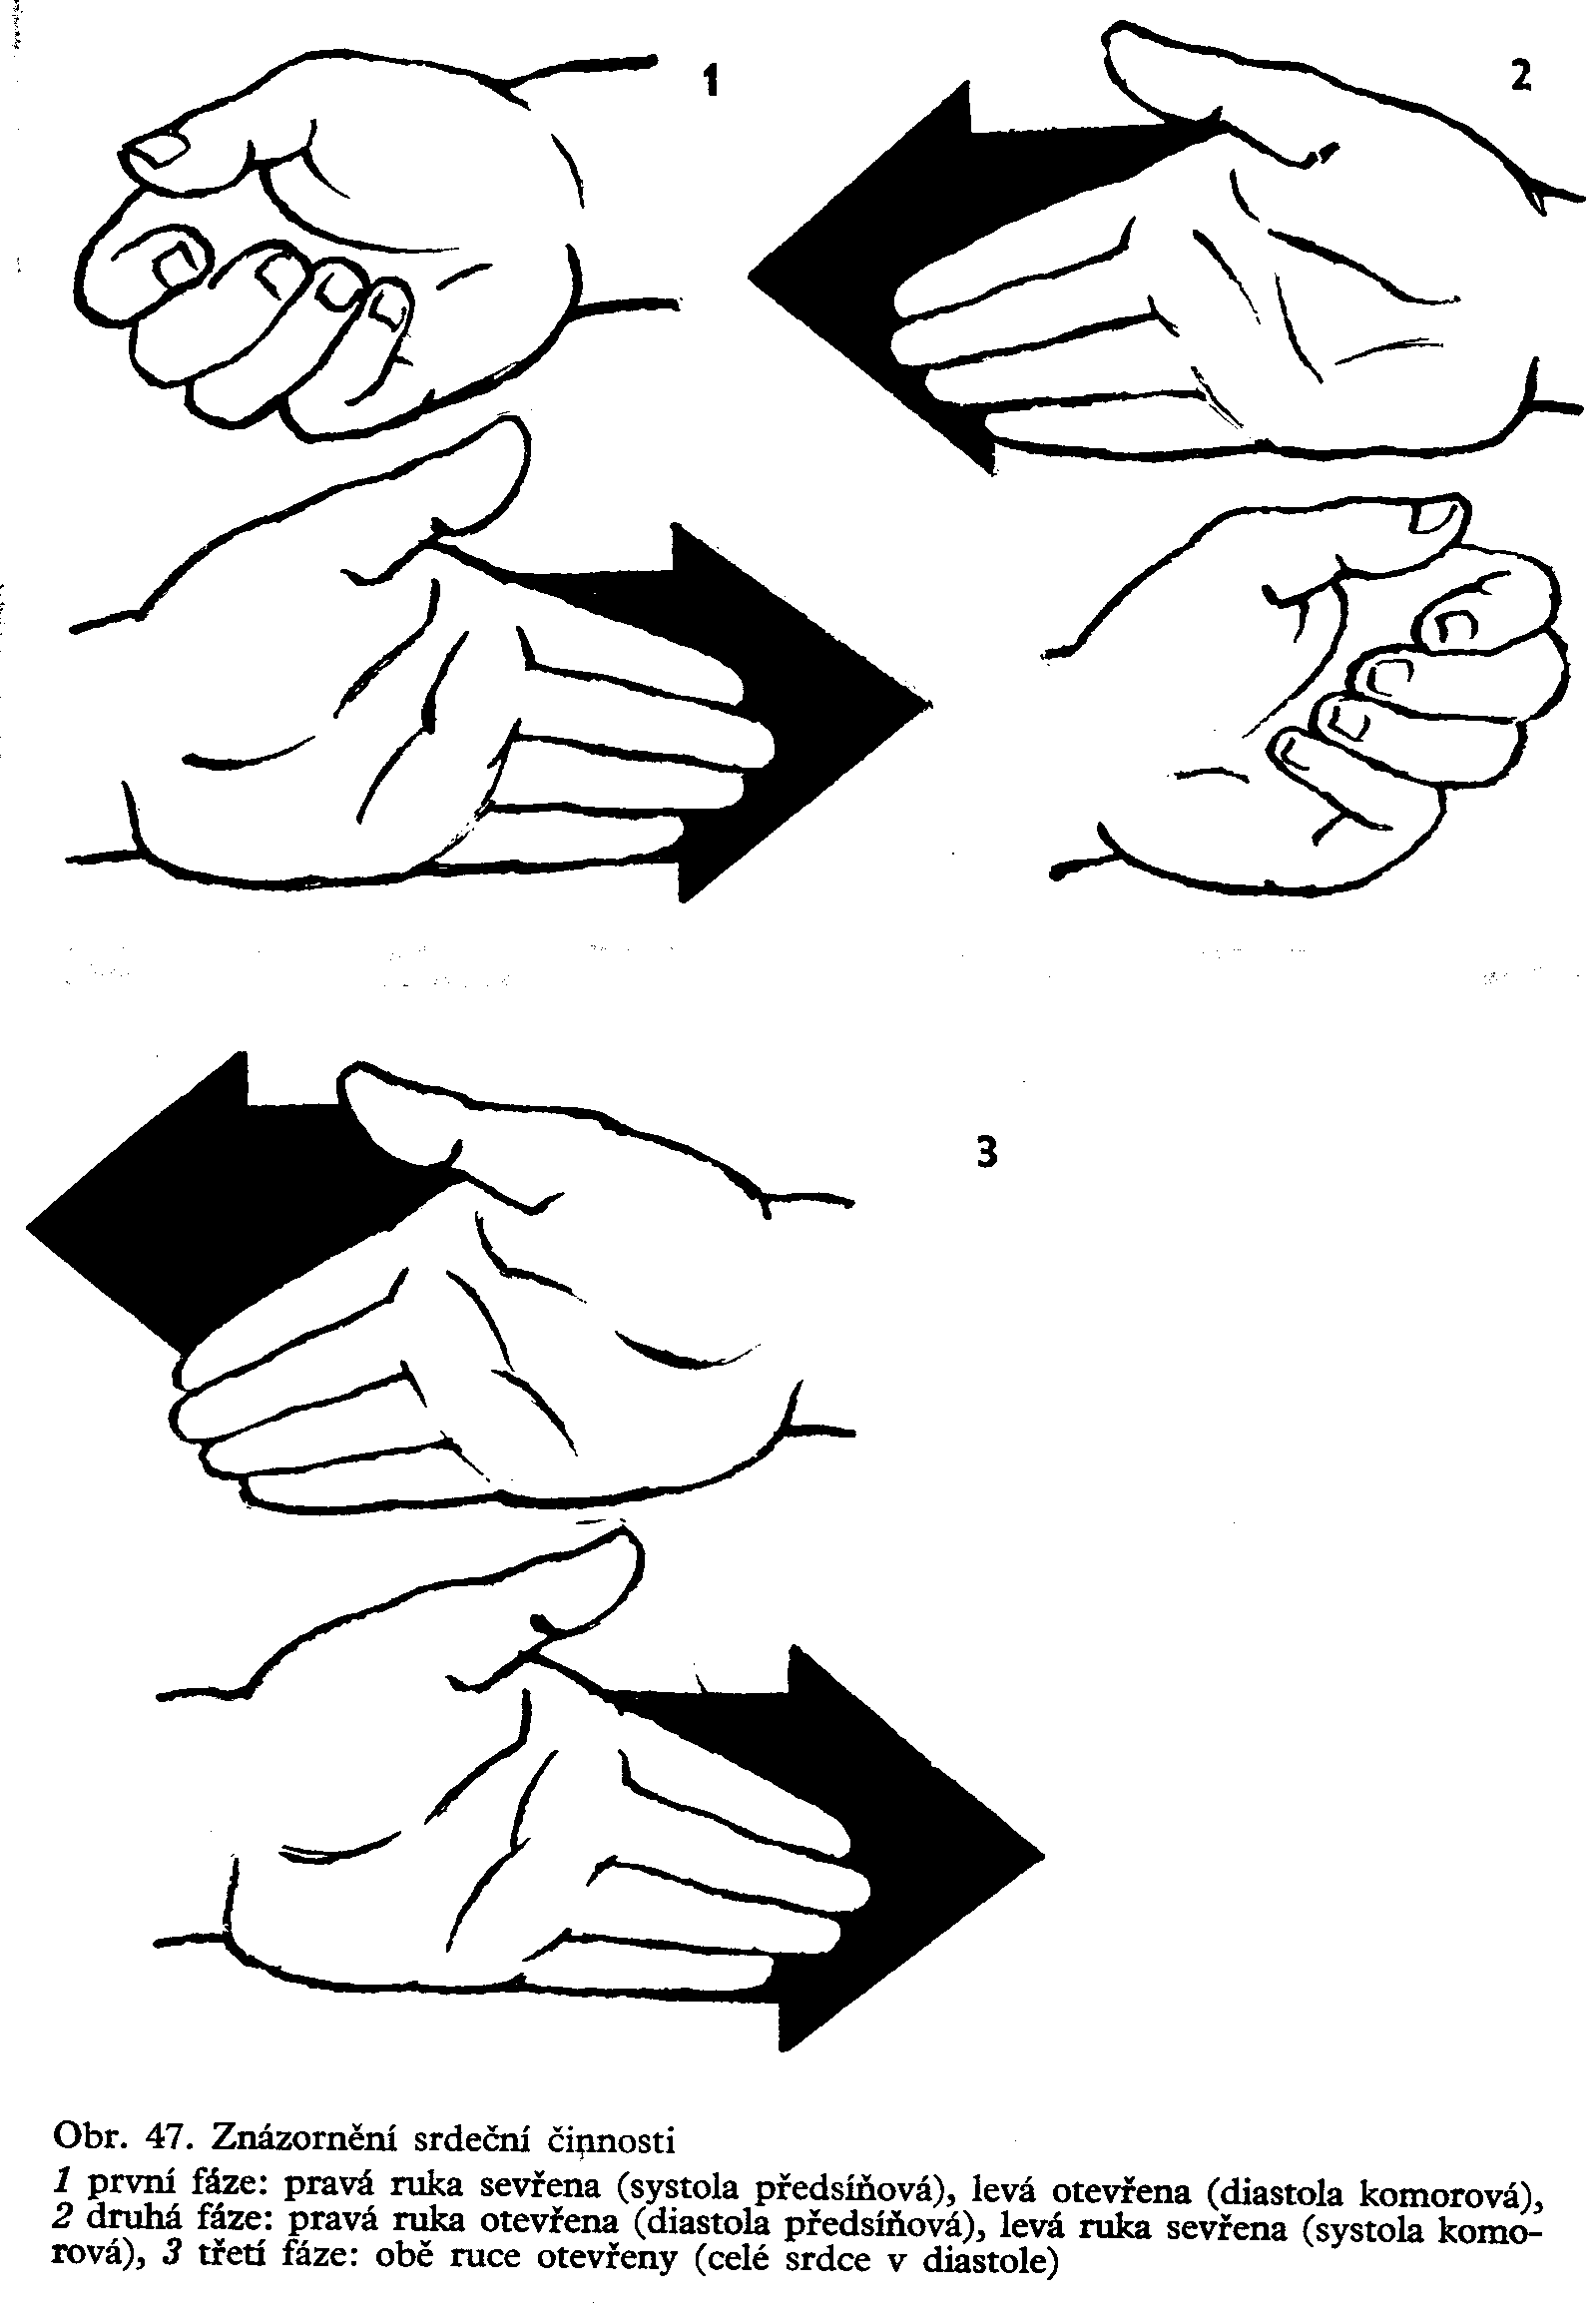 1
2
3
Obr. 47. Znázornění srdeční činnosti
1 první fáze: pravá ruka sevřena (systola předsíňová), levá otevřena (diastola komorová),
2 druhá fáze: pravá ruka otevřena (diastola předsíňová), levá ruka sevřena (systola komo-
rová), 3 třetí fáze: obě ruce otevřeny (celé srdce v diastole)